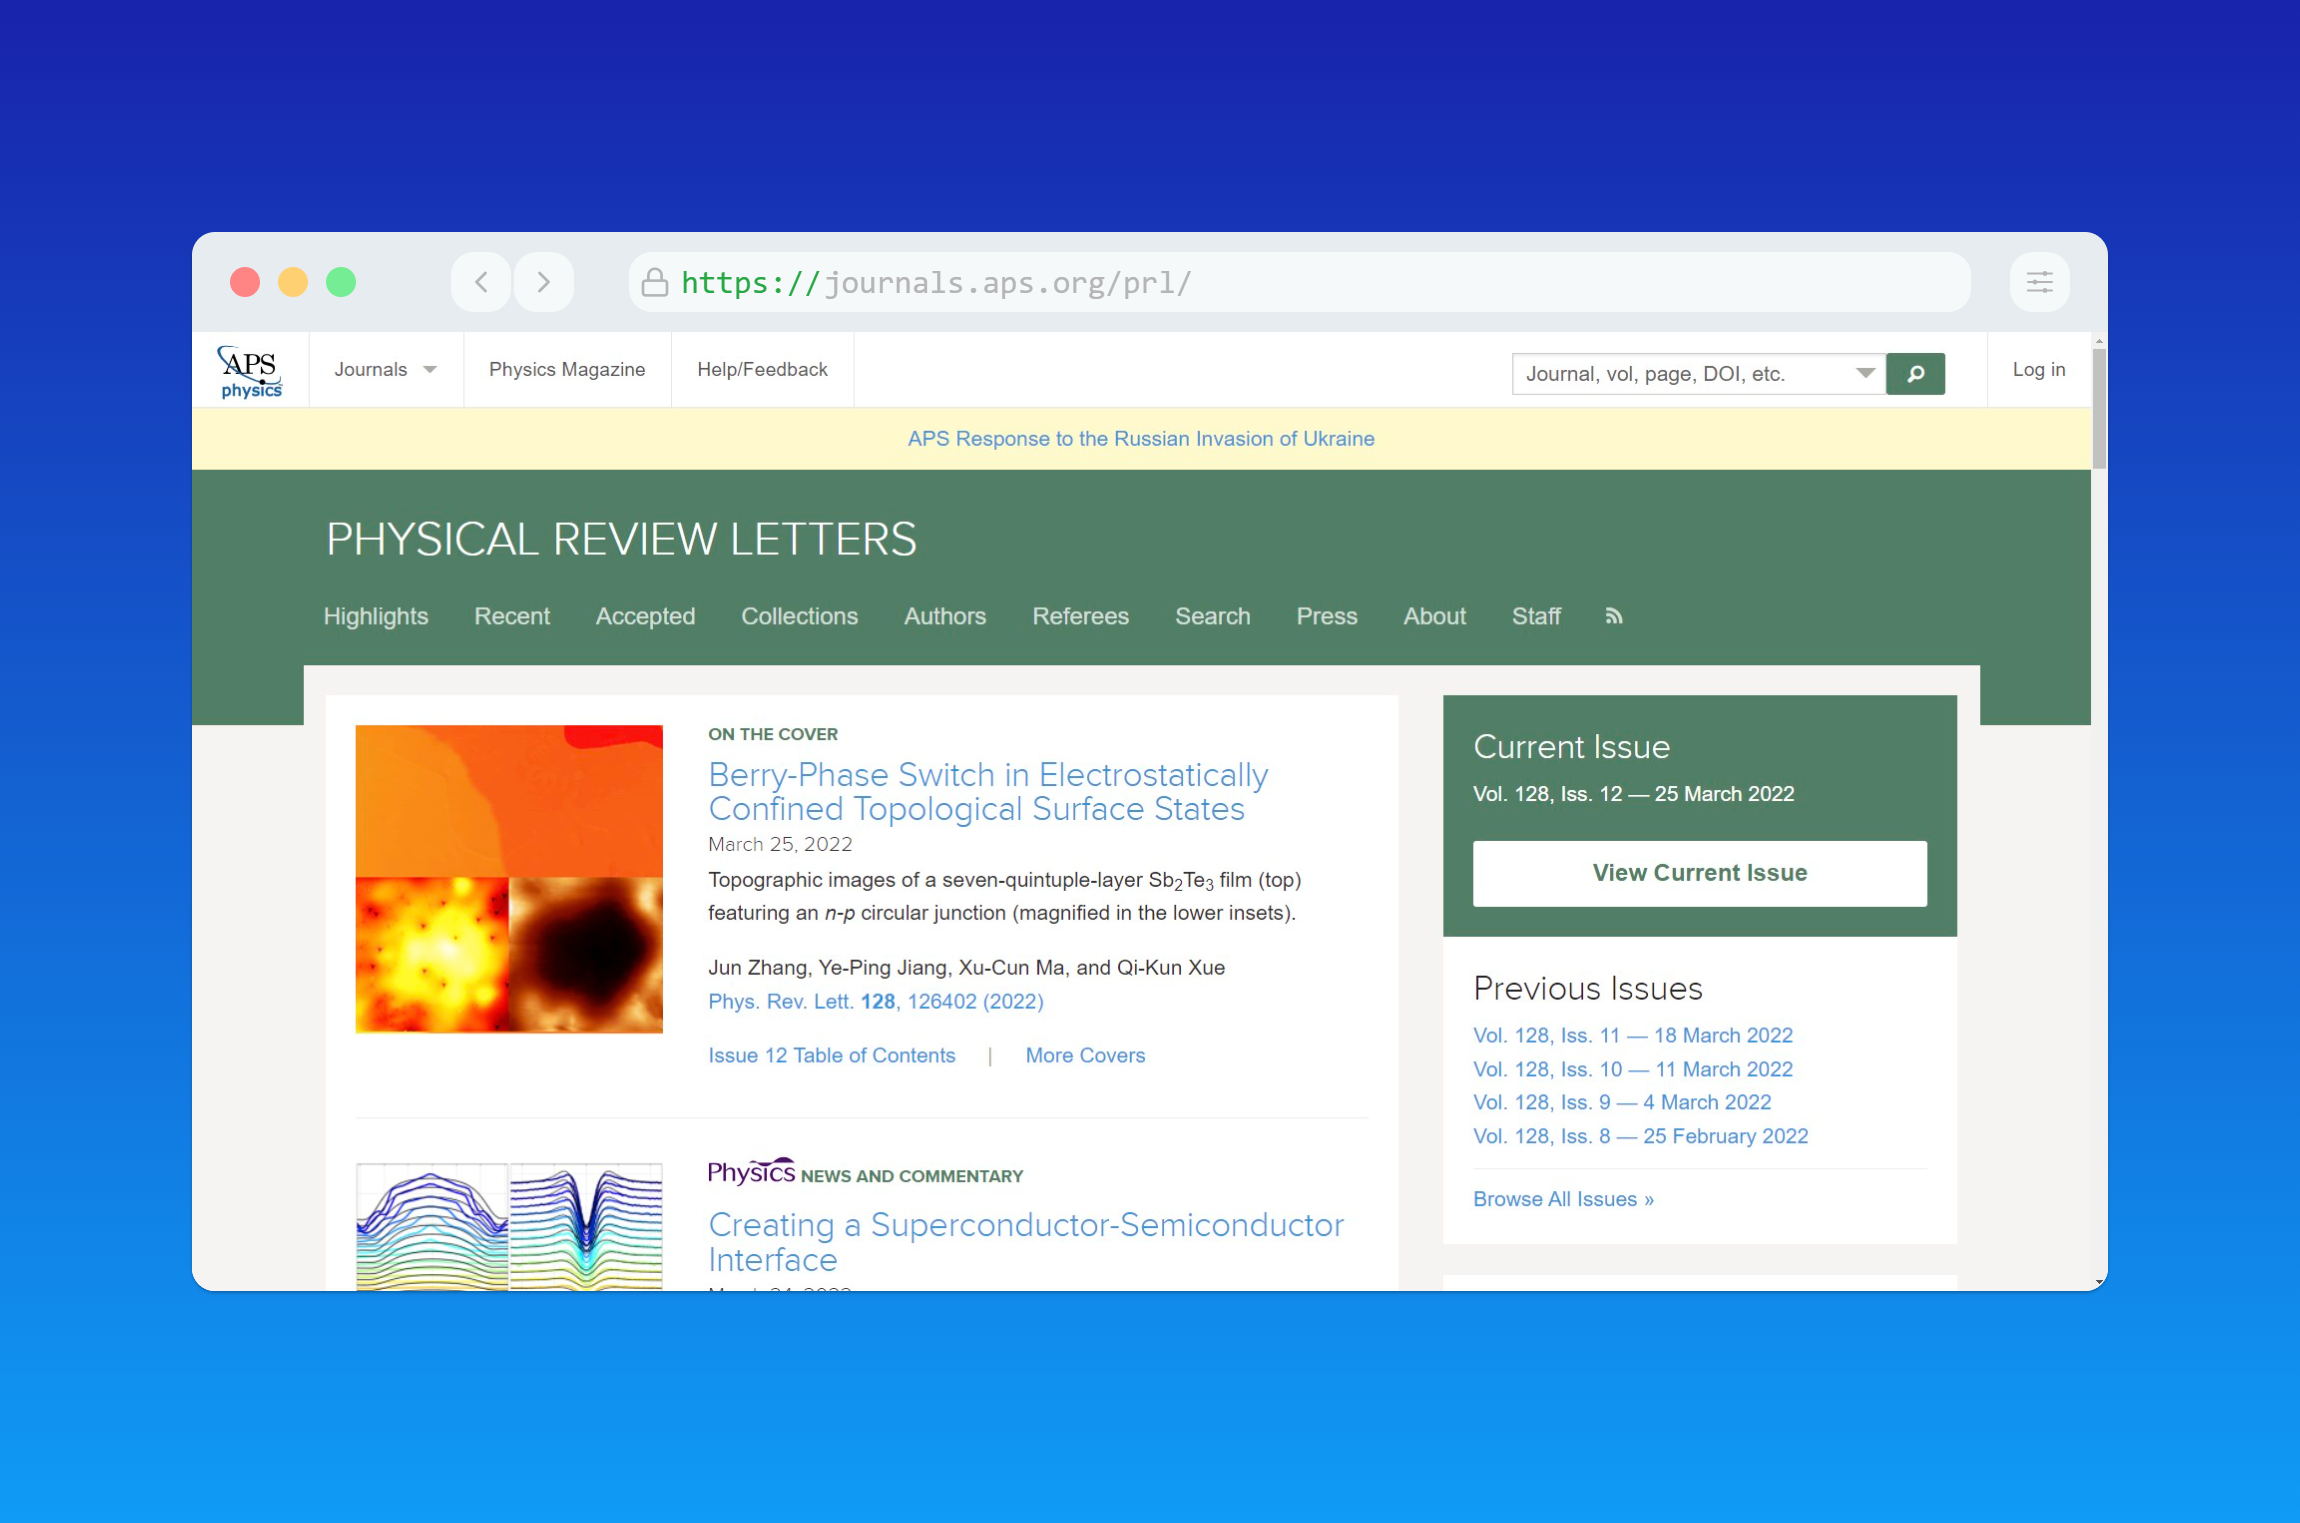 https://journals.aps.org/prl/
APS
physics
Journals
Physics Magazine
Help/Feedback
Journal, vol, page, DOI, etc.
Log in
APS Response to the Russian Invasion of Ukraine
PHYSICAL REVIEW LETTERS
Highlights
Recent
Accepted
Collections
Authors
Referees
Search
Press
About
Staff
ON THE COVER
Berry-Phase Switch in Electrostatically
Confined Topological Surface States
March 25, 2022
Topographic images of a seven-quintuple-layer Sb₂Te₃ film (top)
featuring an n-p circular junction (magnified in the lower insets).
Jun Zhang, Ye-Ping Jiang, Xu-Cun Ma, and Qi-Kun Xue
Phys. Rev. Lett. 128, 126402 (2022)
Issue 12 Table of Contents | More Covers
Physics NEWS AND COMMENTARY
Creating a Superconductor-Semiconductor
Interface
Current Issue
Vol. 128, Iss. 12 — 25 March 2022
View Current Issue
Previous Issues
Vol. 128, Iss. 11 — 18 March 2022
Vol. 128, Iss. 10 — 11 March 2022
Vol. 128, Iss. 9 — 4 March 2022
Vol. 128, Iss. 8 — 25 February 2022
Browse All Issues »